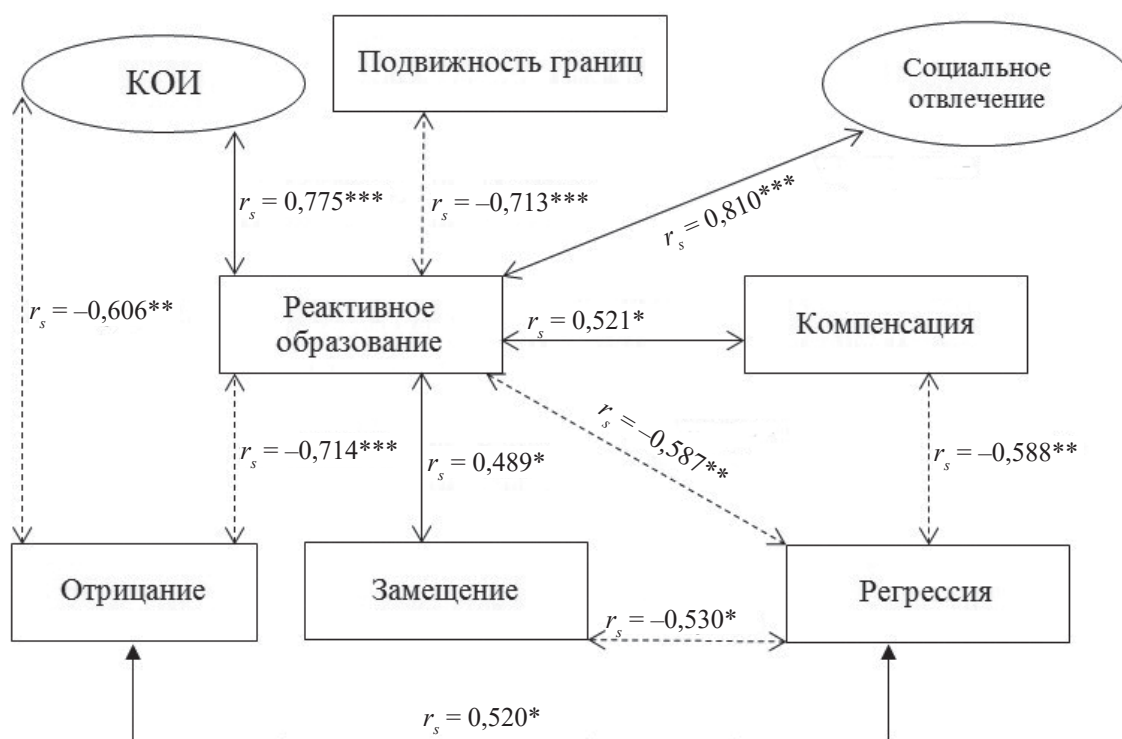 КОИ
Подвижность границ
Социальное
отвлечение
r_s = 0,775***
r_s = –0,713***
r_s = 0,810***
r_s = –0,606**
Реактивное
образование
r_s = 0,521*
Компенсация
r_s = –0,714***
r_s = 0,489*
r_s = –0,587**
r_s = –0,588**
Отрицание
Замещение
Регрессия
r_s = –0,530*
r_s = 0,520*